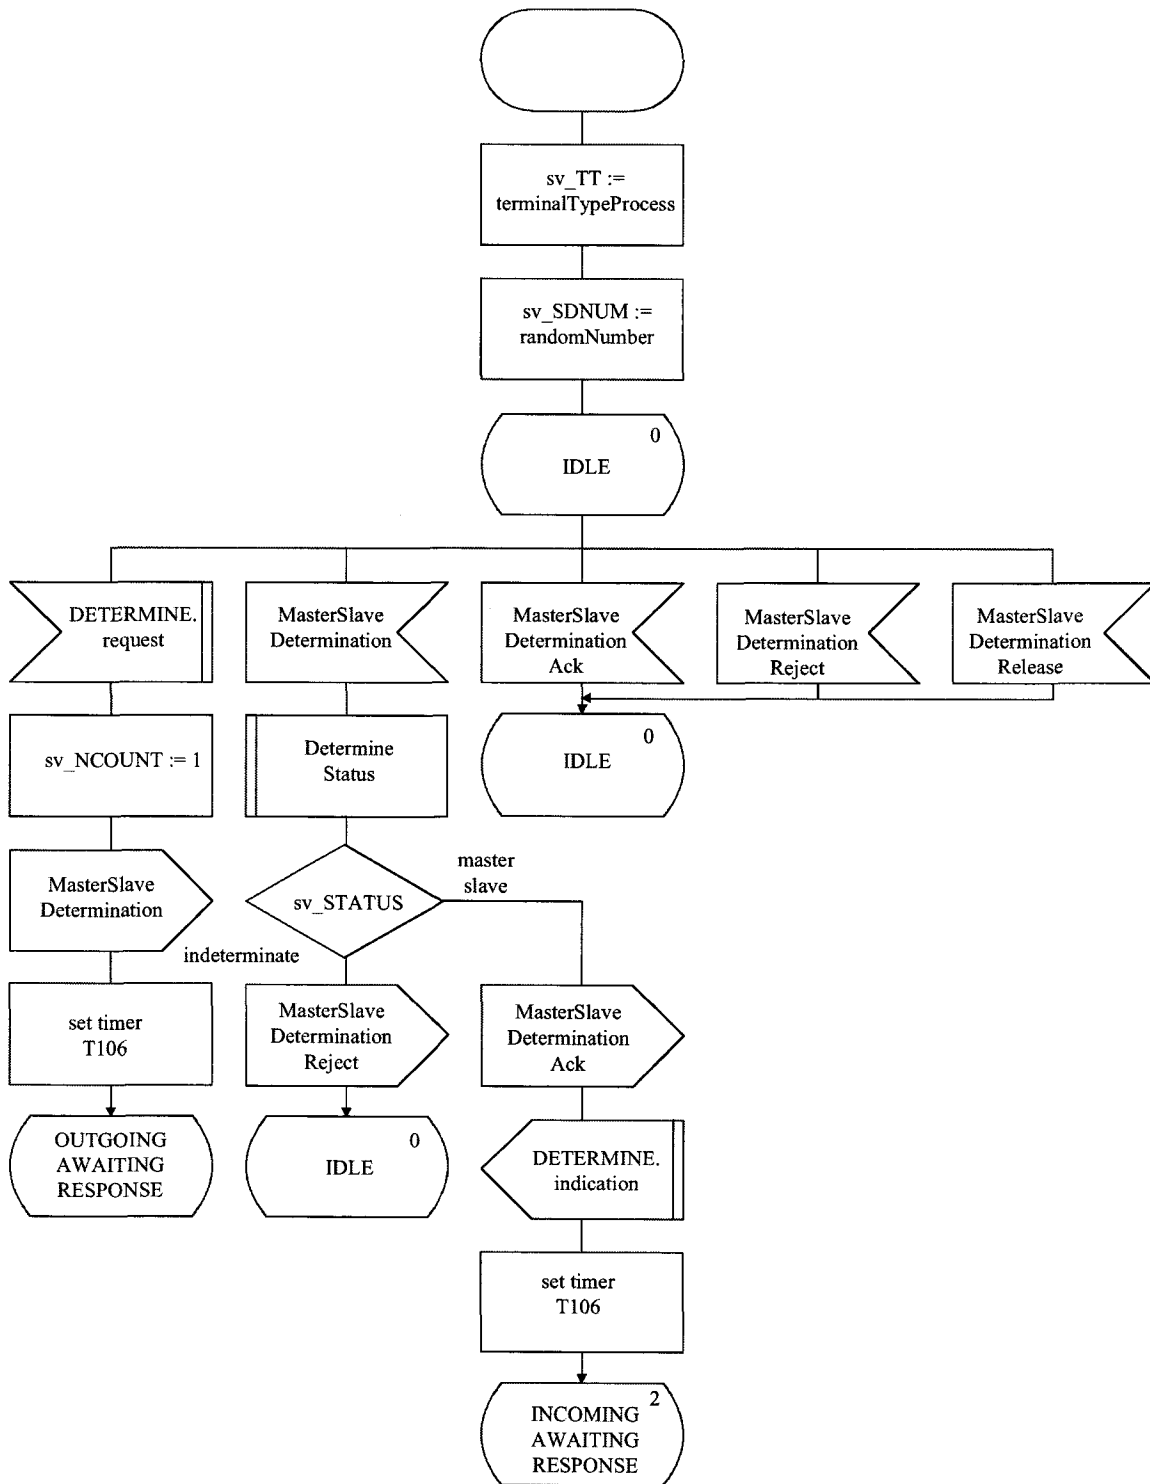 sv_TT :=
terminalTypeProcess
sv_SDNUM :=
randomNumber
0
IDLE
DETERMINE.
request
MasterSlave
Determination
MasterSlave
Determination
Ack
MasterSlave
Determination
Reject
MasterSlave
Determination
Release
sv_NCOUNT := 1
Determine
Status
0
IDLE
MasterSlave
Determination
sv_STATUS
master
slave
indeterminate
set timer
T106
MasterSlave
Determination
Reject
MasterSlave
Determination
Ack
OUTGOING
AWAITING
RESPONSE
0
IDLE
DETERMINE.
indication
set timer
T106
2
INCOMING
AWAITING
RESPONSE